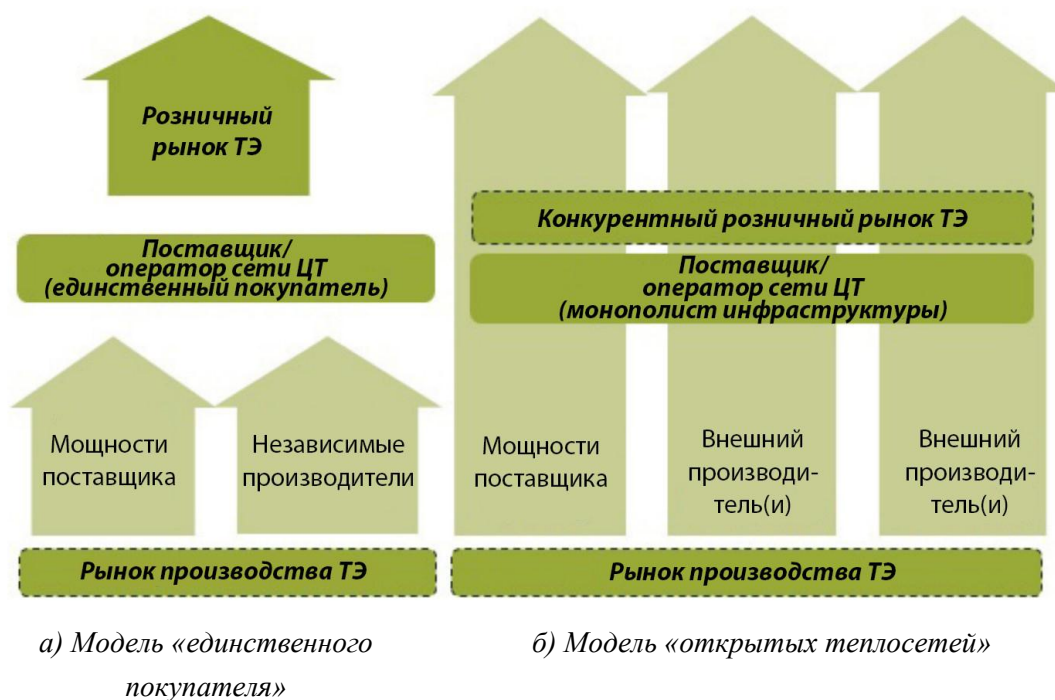 Розничный
рынок ТЭ
Поставщик/
оператор сети ЦТ
(единственный покупатель)
Мощности
поставщика
Независимые
производители
Рынок производства ТЭ
а) Модель «единственного
покупателя»
Конкурентный розничный рынок ТЭ
Поставщик/
оператор сети ЦТ
(монополист инфраструктуры)
Мощности
поставщика
Внешний
производи-
тель(и)
Внешний
производи-
тель(и)
Рынок производства ТЭ
б) Модель «открытых теплосетей»